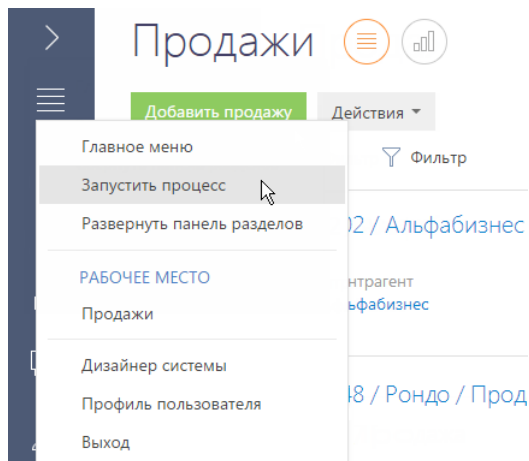 Продажи
Добавить продажу
Действия
Главное меню
Фильтр
Запустить процесс
Развернуть панель разделов
02 / Альфабизнес
РАБОЧЕЕ МЕСТО
нтрагент
ьфабизнес
Продажи
Дизайнер системы
Профиль пользователя
48 / Рондо / Прод
Выход